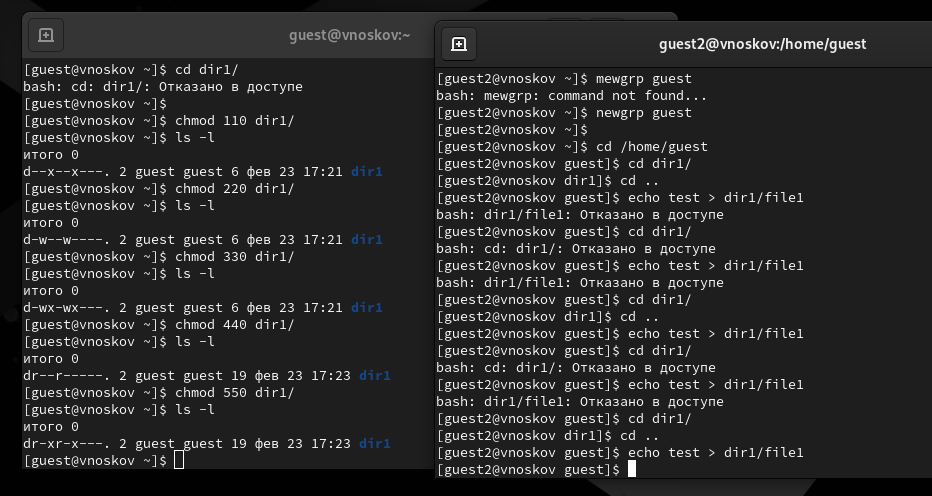 guest@vnoskov:~
[guest@vnoskov ~]$ cd dir1/
bash: cd: dir1/: Отказано в доступе
[guest@vnoskov ~]$
[guest@vnoskov ~]$ chmod 110 dir1/
[guest@vnoskov ~]$ ls -l
итого 0
d--x--x---. 2 guest guest 6 фев 23 17:21 dir1
[guest@vnoskov ~]$ chmod 220 dir1/
[guest@vnoskov ~]$ ls -l
итого 0
d-w--w----. 2 guest guest 6 фев 23 17:21 dir1
[guest@vnoskov ~]$ chmod 330 dir1/
[guest@vnoskov ~]$ ls -l
итого 0
d-wx-wx---. 2 guest guest 6 фев 23 17:21 dir1
[guest@vnoskov ~]$ chmod 440 dir1/
[guest@vnoskov ~]$ ls -l
итого 0
dr--r-----. 2 guest guest 19 фев 23 17:23 dir1
[guest@vnoskov ~]$ chmod 550 dir1/
[guest@vnoskov ~]$ ls -l
итого 0
dr-xr-x---. 2 guest guest 19 фев 23 17:23 dir1
[guest@vnoskov ~]$
guest2@vnoskov:/home/guest
[guest2@vnoskov ~]$ mewgrp guest
bash: mewgrp: command not found...
[guest2@vnoskov ~]$ newgrp guest
[guest2@vnoskov ~]$
[guest2@vnoskov ~]$ cd /home/guest
[guest2@vnoskov guest]$ cd dir1/
[guest2@vnoskov dir1]$ cd ..
[guest2@vnoskov guest]$ echo test > dir1/file1
bash: dir1/file1: Отказано в доступе
[guest2@vnoskov guest]$ cd dir1/
bash: cd: dir1/: Отказано в доступе
[guest2@vnoskov guest]$ echo test > dir1/file1
bash: dir1/file1: Отказано в доступе
[guest2@vnoskov guest]$ cd dir1/
[guest2@vnoskov dir1]$ cd ..
[guest2@vnoskov guest]$ echo test > dir1/file1
[guest2@vnoskov guest]$ cd dir1/
bash: cd: dir1/: Отказано в доступе
[guest2@vnoskov guest]$ echo test > dir1/file1
bash: dir1/file1: Отказано в доступе
[guest2@vnoskov guest]$ cd dir1/
[guest2@vnoskov dir1]$ cd ..
[guest2@vnoskov guest]$ echo test > dir1/file1
[guest2@vnoskov guest]$